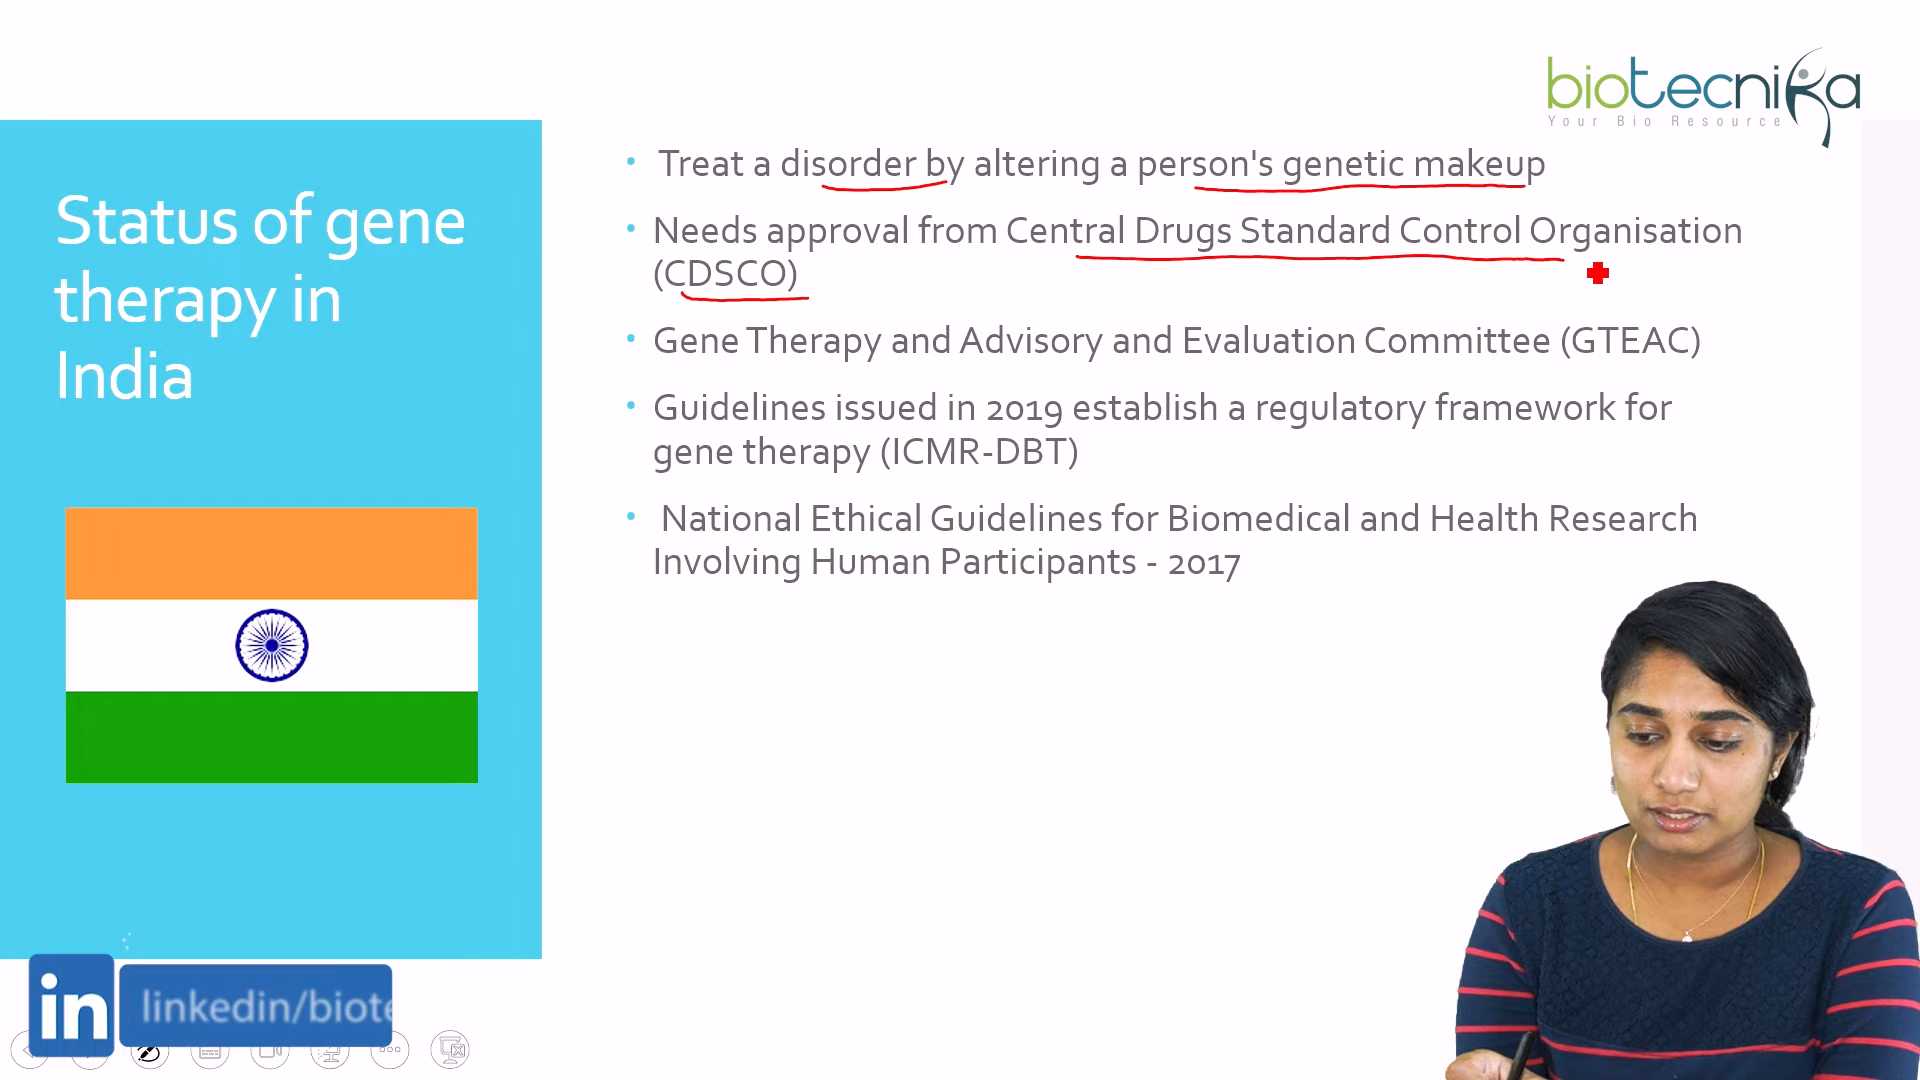 biotecnika
Your Bio Resource
Status of gene
therapy in
India
• Treat a disorder by altering a person's genetic makeup
• Needs approval from Central Drugs Standard Control Organisation
(CDSCO)
• Gene Therapy and Advisory and Evaluation Committee (GTEAC)
• Guidelines issued in 2019 establish a regulatory framework for
gene therapy (ICMR-DBT)
• National Ethical Guidelines for Biomedical and Health Research
Involving Human Participants - 2017
in
linkedin/biote